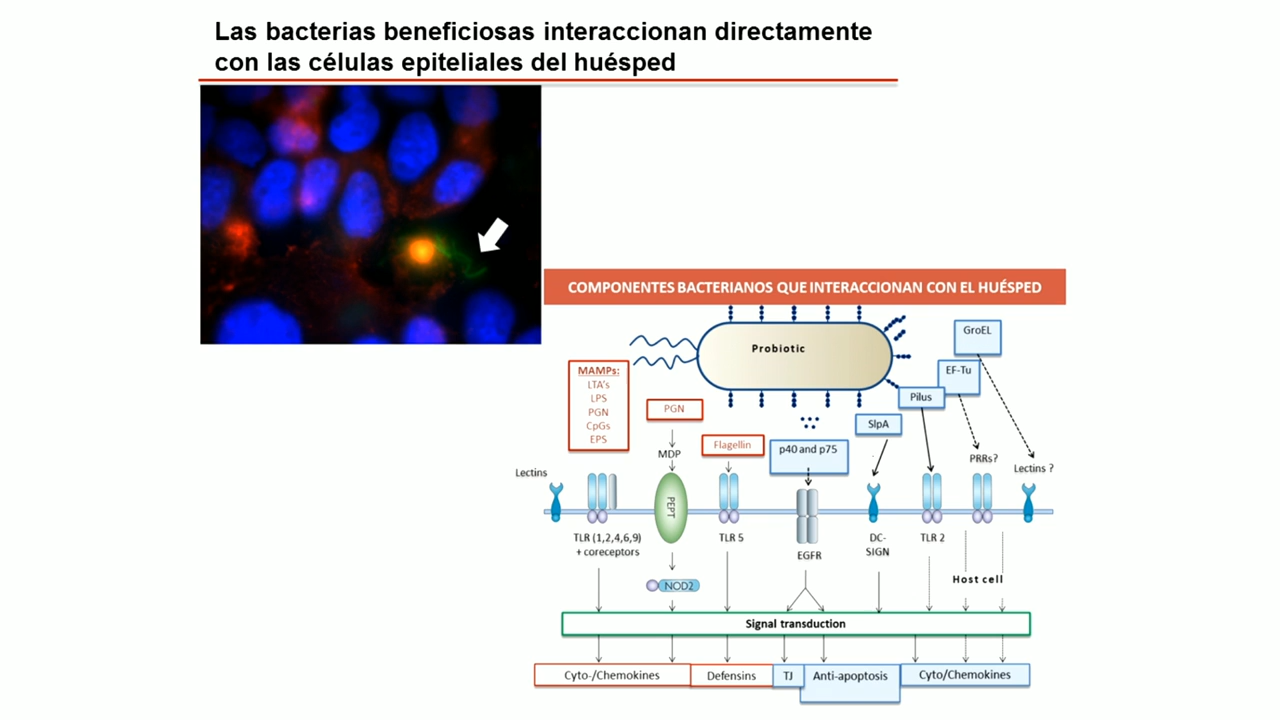 Las bacterias beneficiosas interaccionan directamente
con las células epiteliales del huésped
COMPONENTES BACTERIANOS QUE INTERACCIONAN CON EL HUÉSPED
Probiotic
GroEL
EF-Tu
Pilus
SlpA
MAMPs:
LTA's
LPS
PGN
CpGs
EPS
PGN
MDP
Flagellin
p40 and p75
PRRs?
Lectins ?
Lectins
PEPT
TLR (1,2,4,6,9)
+ coreceptors
TLR 5
EGFR
DC-
SIGN
TLR 2
NOD2
Host cell
Signal transduction
Cyto-/Chemokines
Defensins
TJ
Anti-apoptosis
Cyto/Chemokines